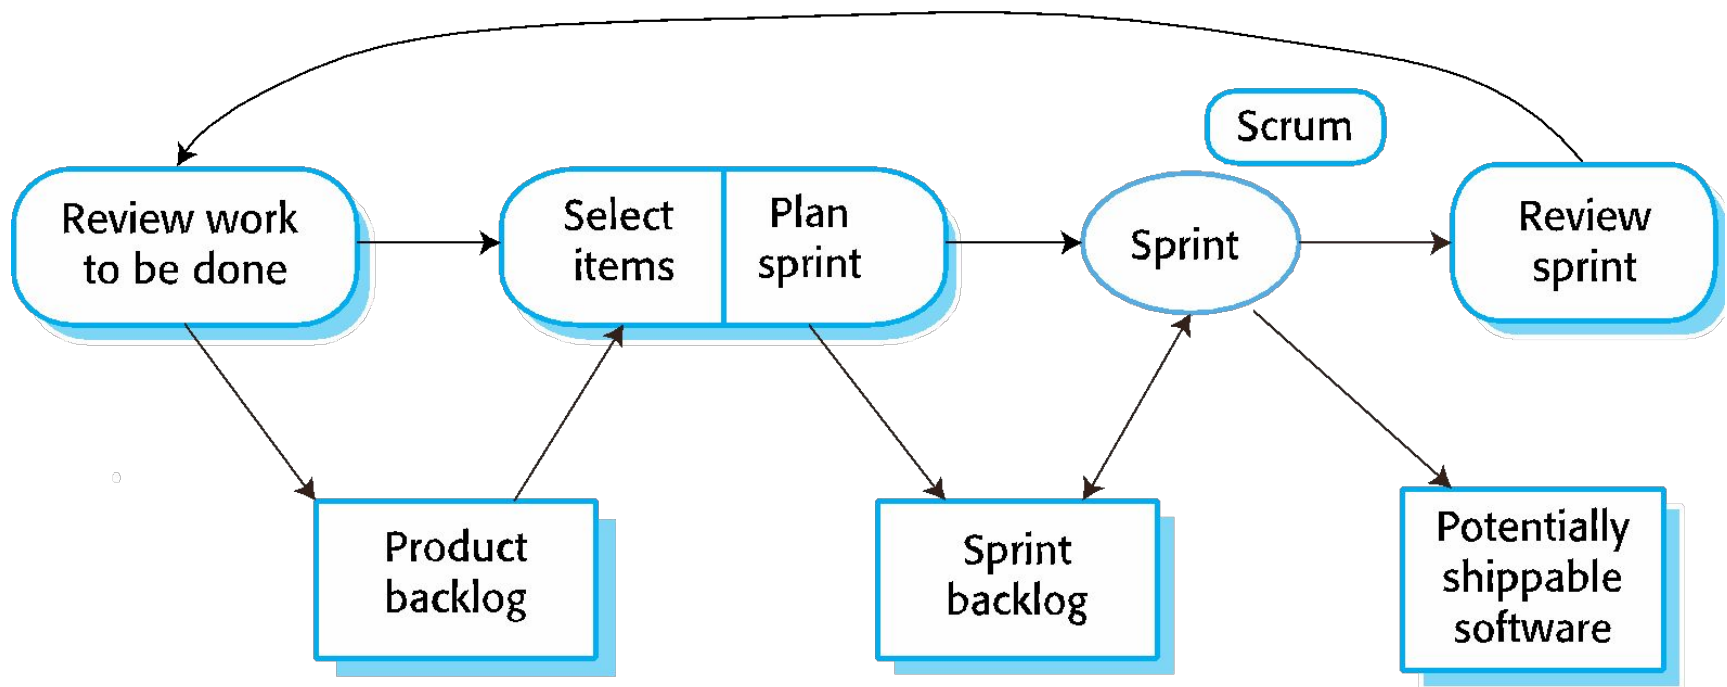 Scrum
Review work
to be done
Select
items
Plan
sprint
Sprint
Review
sprint
Product
backlog
Sprint
backlog
Potentially
shippable
software